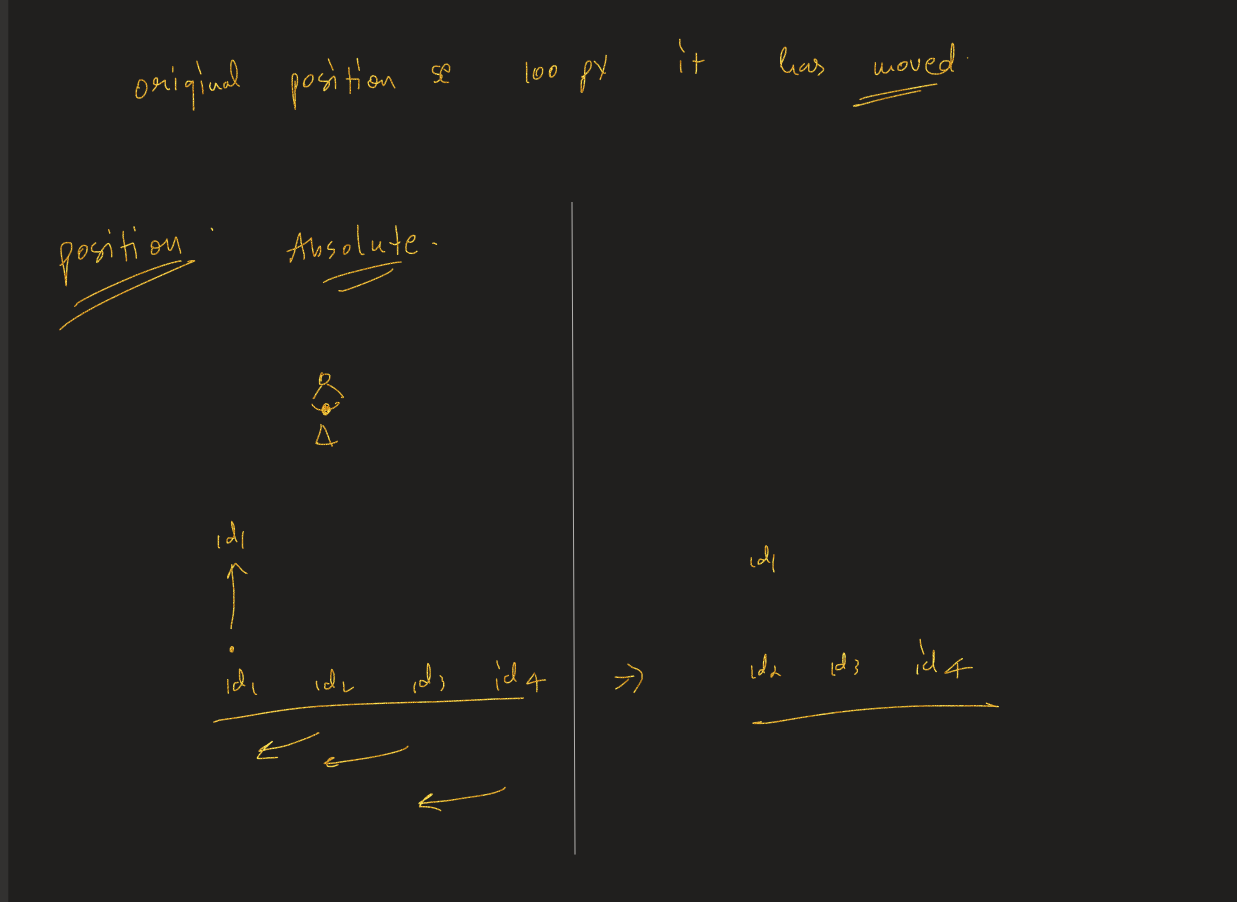 original position se 100 px it has moved.
position : Absolute.
id1
id1 id2 id3 id4
id1
id2 id3 id4